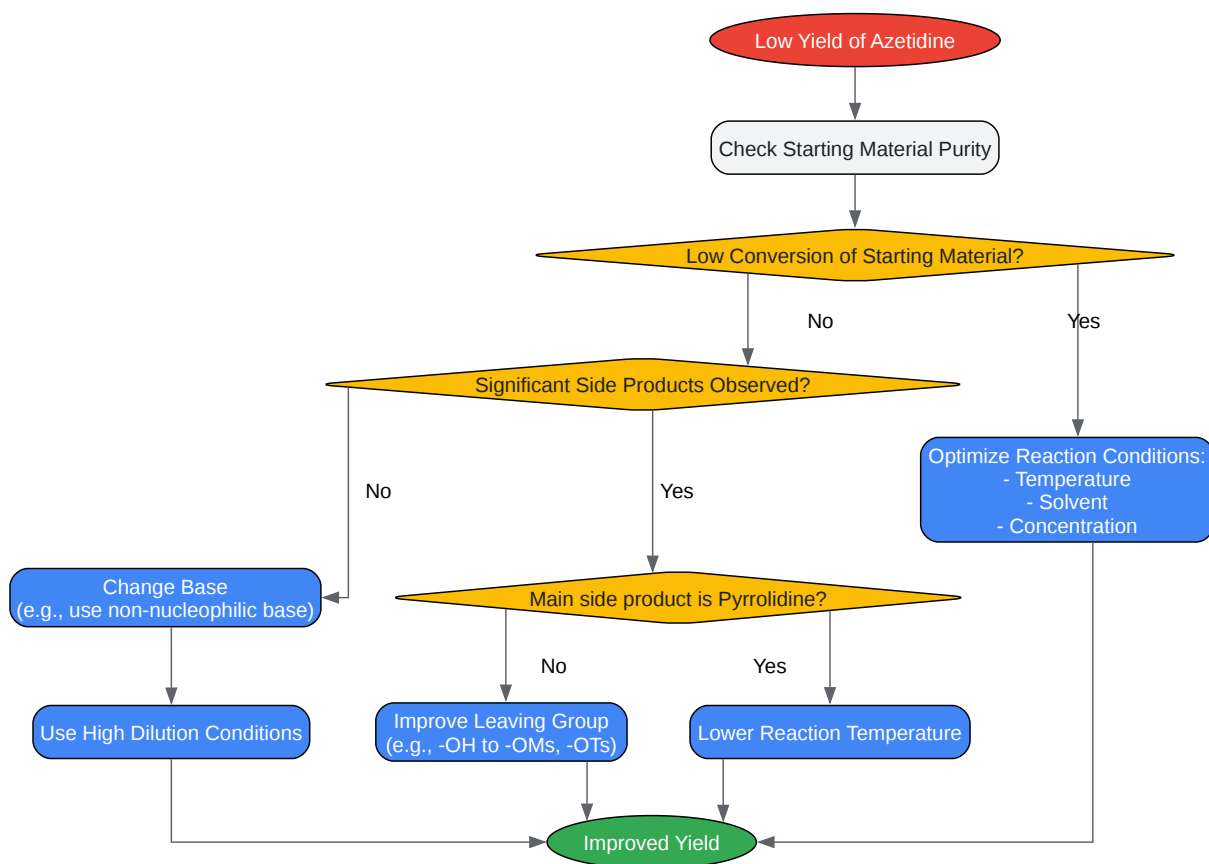 Low Yield of Azetidine
Check Starting Material Purity
Low Conversion of Starting Material?
No
Yes
Significant Side Products Observed?
No
Yes
Optimize Reaction Conditions:
- Temperature
- Solvent
- Concentration
Change Base
(e.g., use non-nucleophilic base)
Main side product is Pyrrolidine?
No
Yes
Use High Dilution Conditions
Improve Leaving Group
(e.g., -OH to -OMs, -OTs)
Lower Reaction Temperature
Improved Yield